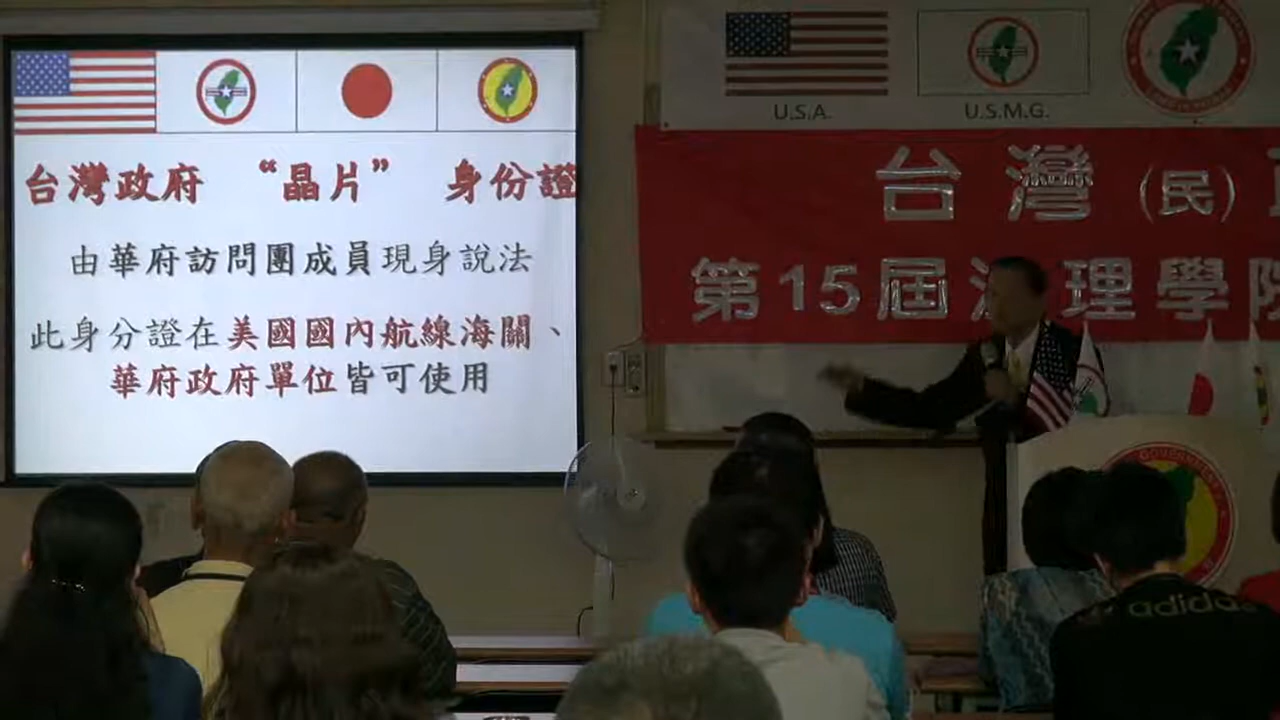 台灣政府 “晶片” 身份證
由華府訪問團成員現身說法
此身分證在美國國內航線海關、
華府政府單位皆可使用
U.S.A.
U.S.M.G.
台灣(民)
第15屆法理學院
GOVERNMENT
adidas